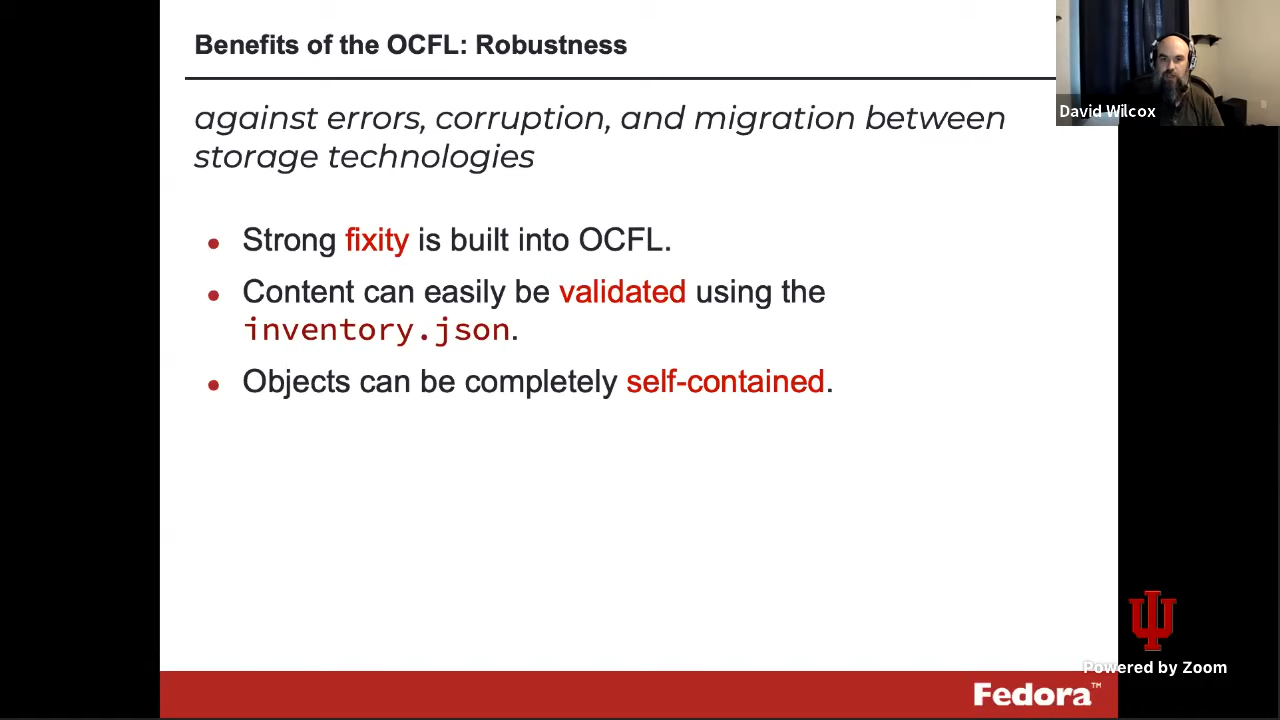 Benefits of the OCFL: Robustness
against errors, corruption, and migration between
storage technologies
David Wilcox
• Strong fixity is built into OCFL.
• Content can easily be validated using the
inventory.json.
• Objects can be completely self-contained.
Powered by Zoom
Fedora™